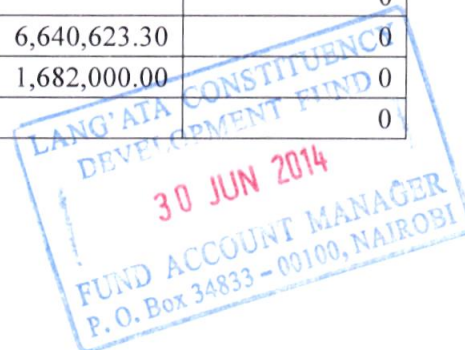 0
6,640,623.30 0
1,682,000.00 0
0
LANG'ATA CONSTITUENCY
DEVELOPMENT FUND
30 JUN 2014
FUND ACCOUNT MANAGER
P. O. Box 34833 - 00100, NAIROBI